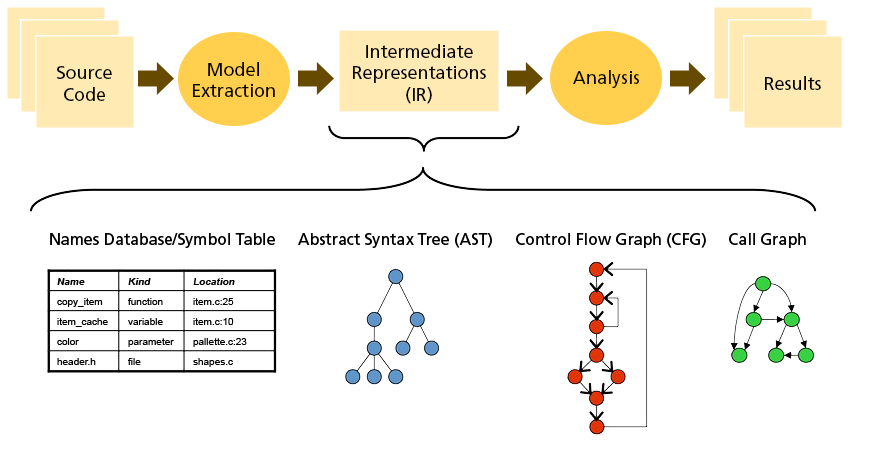 Source
Code
Model
Extraction
Intermediate
Representations
(IR)
Analysis
Results
Names Database/Symbol Table
Abstract Syntax Tree (AST)
Control Flow Graph (CFG)
Call Graph
Name Kind Location
copy_item function item.c:25
item_cache variable item.c:10
color parameter pallette.c:23
header.h file shapes.c